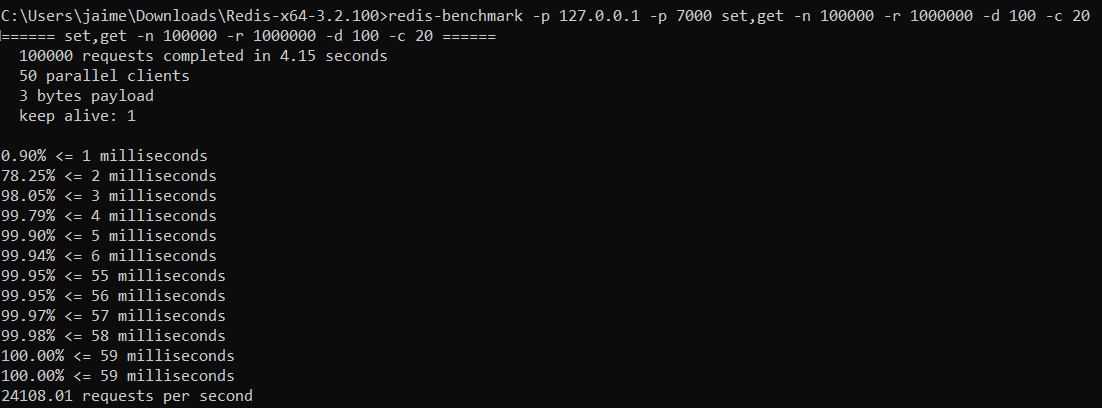 C:\Users\jaime\Downloads\Redis-x64-3.2.100>redis-benchmark -p 127.0.0.1 -p 7000 set,get -n 100000 -r 1000000 -d 100 -c 20
====== set,get -n 100000 -r 1000000 -d 100 -c 20 ======
  100000 requests completed in 4.15 seconds
  50 parallel clients
  3 bytes payload
  keep alive: 1

0.90% <= 1 milliseconds
78.25% <= 2 milliseconds
98.05% <= 3 milliseconds
99.79% <= 4 milliseconds
99.90% <= 5 milliseconds
99.94% <= 6 milliseconds
99.95% <= 55 milliseconds
99.95% <= 56 milliseconds
99.97% <= 57 milliseconds
99.98% <= 58 milliseconds
100.00% <= 59 milliseconds
100.00% <= 59 milliseconds
24108.01 requests per second